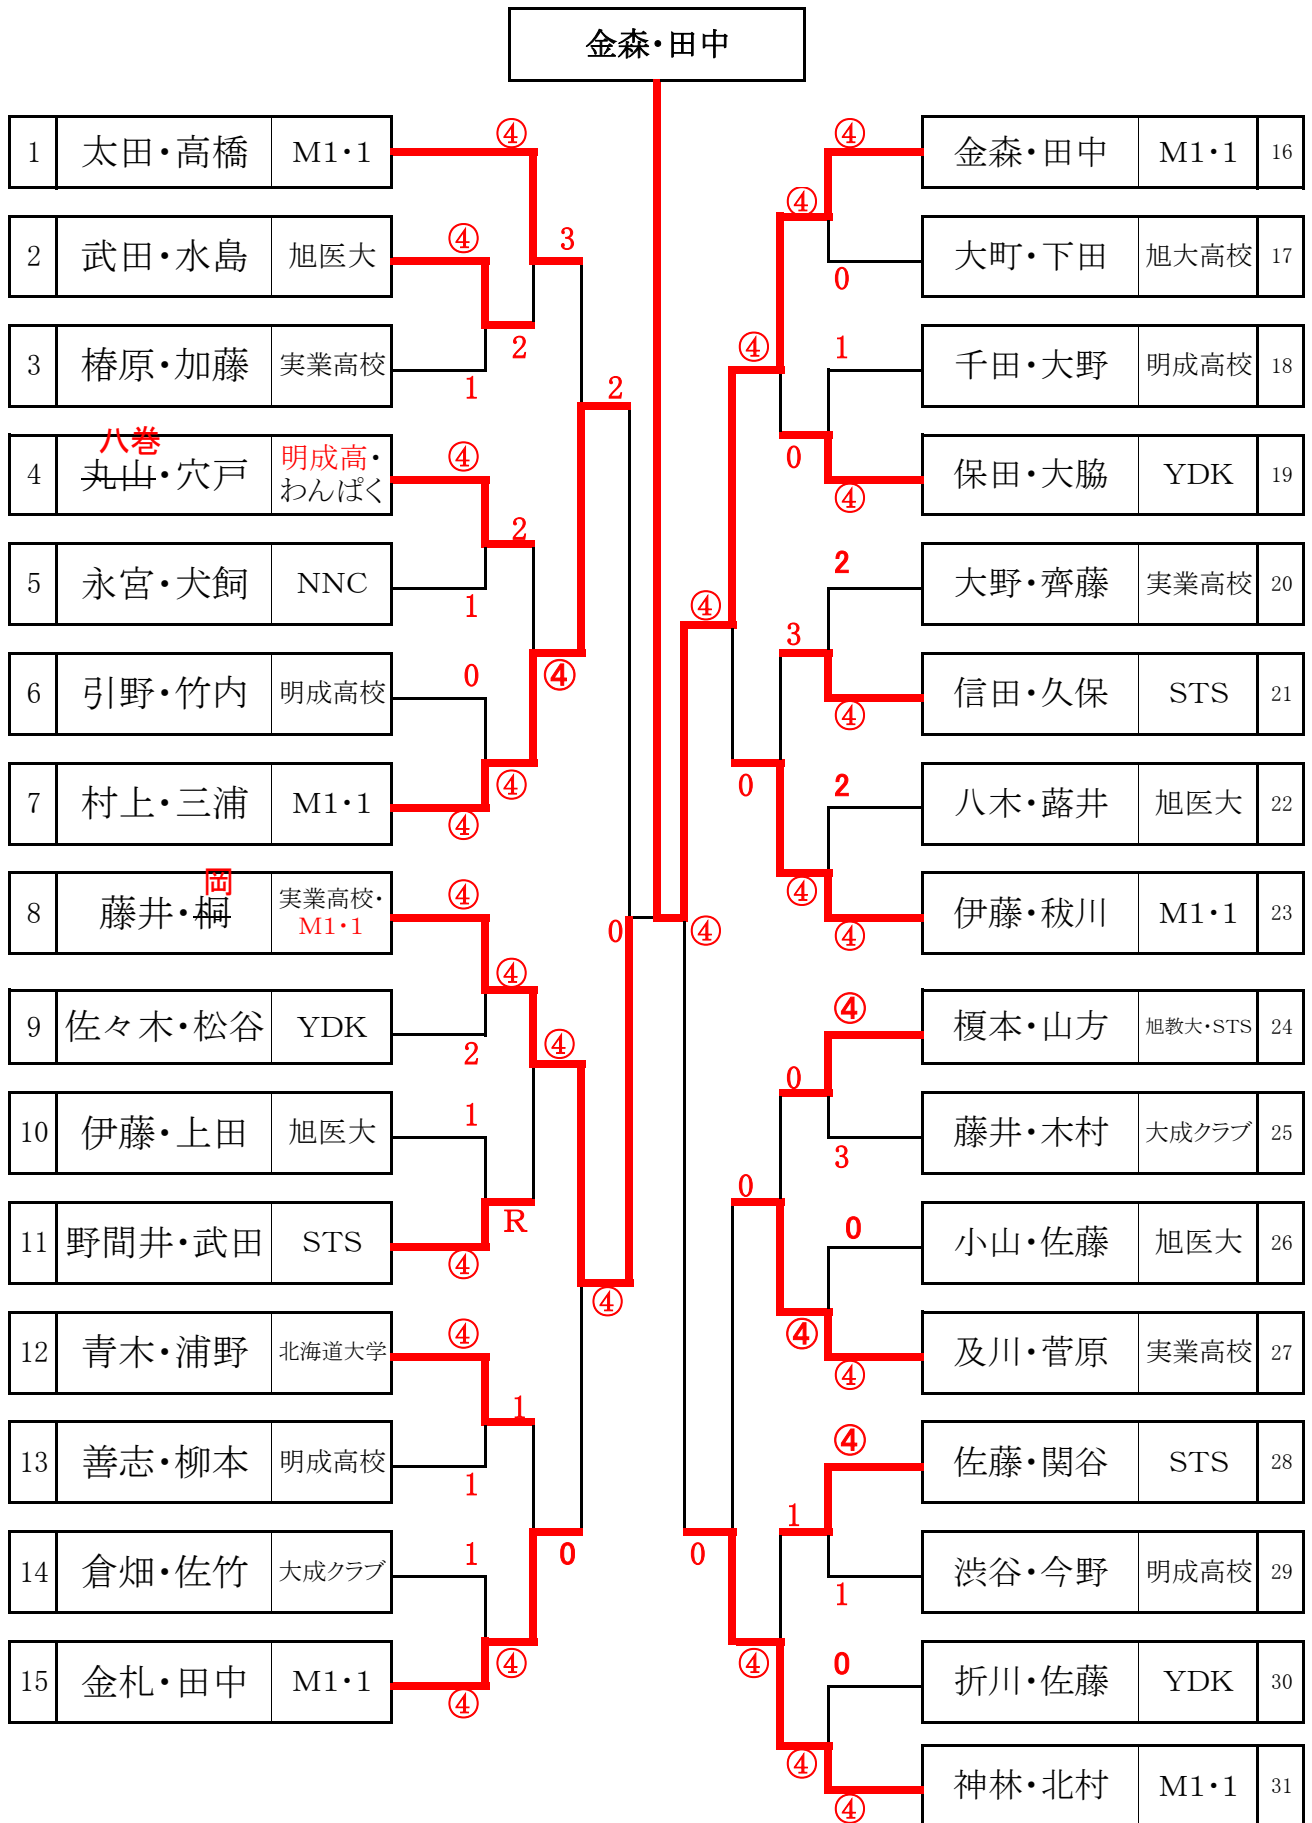 金森・田中
1 太田・高橋 M1・1
④
2 武田・水島 旭医大
④
3
3 椿原・加藤 実業高校
2
1
2
八巻
4 丸山・穴戸 明成高・
わんぱく
④
2
5 永宮・犬飼 NNC
1
6 引野・竹内 明成高校
0
④
7 村上・三浦 M1・1
④
④
岡
8 藤井・桐 実業高校・
M1・1
④
0
④
9 佐々木・松谷 YDK
2
④
10 伊藤・上田 旭医大
1
11 野間井・武田 STS
R
④
④
12 青木・浦野 北海道大学
④
1
13 善志・柳本 明成高校
1
14 倉畑・佐竹 大成クラブ
1
0
15 金札・田中 M1・1
④
④
④
金森・田中 M1・1 16
④
大町・下田 旭大高校 17
0
④
1
千田・大野 明成高校 18
0
保田・大脇 YDK 19
④
2
大野・齊藤 実業高校 20
④
3
信田・久保 STS 21
④
0
2
八木・蕗井 旭医大 22
④
伊藤・秡川 M1・1 23
④
④
④
榎本・山方 旭教大・STS 24
0
藤井・木村 大成クラブ 25
3
0
0
小山・佐藤 旭医大 26
④
及川・菅原 実業高校 27
④
④
佐藤・関谷 STS 28
1
0
渋谷・今野 明成高校 29
1
④
0
折川・佐藤 YDK 30
④
神林・北村 M1・1 31
④